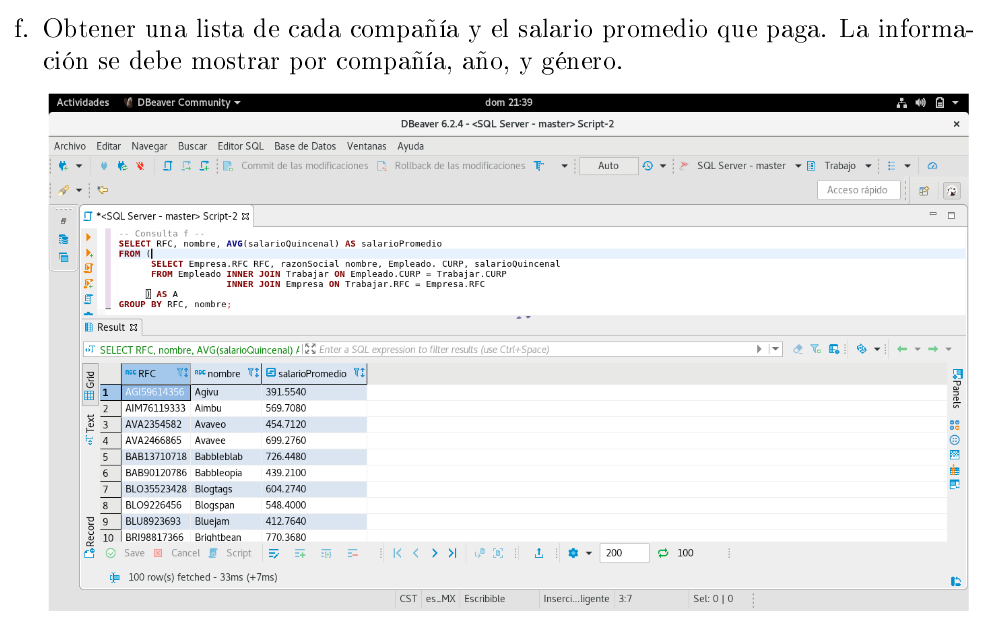 f. Obtener una lista de cada compañía y el salario promedio que paga. La informa-
ción se debe mostrar por compañía, año, y género.
Actividades DBeaver Community dom 21:39
DBeaver 6.2.4 - <SQL Server - master> Script-2
Archivo Editar Navegar Buscar Editor SQL Base de Datos Ventanas Ayuda
Commit de las modificaciones Rollback de las modificaciones Auto SQL Server - master Trabajo
Acceso rápido
*<SQL Server - master> Script-2
-- Consulta f --
SELECT RFC, nombre, AVG(salarioQuincenal) AS salarioPromedio
FROM (
SELECT Empresa.RFC RFC, razonSocial nombre, Empleado. CURP, salarioQuincenal
FROM Empleado INNER JOIN Trabajar ON Empleado.CURP = Trabajar.CURP
INNER JOIN Empresa ON Trabajar.RFC = Empresa.RFC
) AS A
GROUP BY RFC, nombre;
Result
SELECT RFC, nombre, AVG(salarioQuincenal) A Enter a SQL expression to filter results (use Ctrl+Space)
Grid
Text
Record
Panels
RFC nombre salarioPromedio
1 AGI59614356 Agivu 391.5540
2 AIM76119333 Aimbu 569.7080
3 AVA2354582 Avaveo 454.7120
4 AVA2466865 Avavee 699.2760
5 BAB13710718 Babbleblab 726.4480
6 BAB90120786 Babbleopia 439.2100
7 BLO35523428 Blogtags 604.2740
8 BLO9226456 Blogspan 548.4000
9 BLU8923693 Bluejam 412.7640
10 BRI98817366 Brightbean 770.3680
Save Cancel Script 200 100
100 row(s) fetched - 33ms (+7ms)
CST es_MX Escribible Inserci...ligente 3:7 Sel: 0 | 0